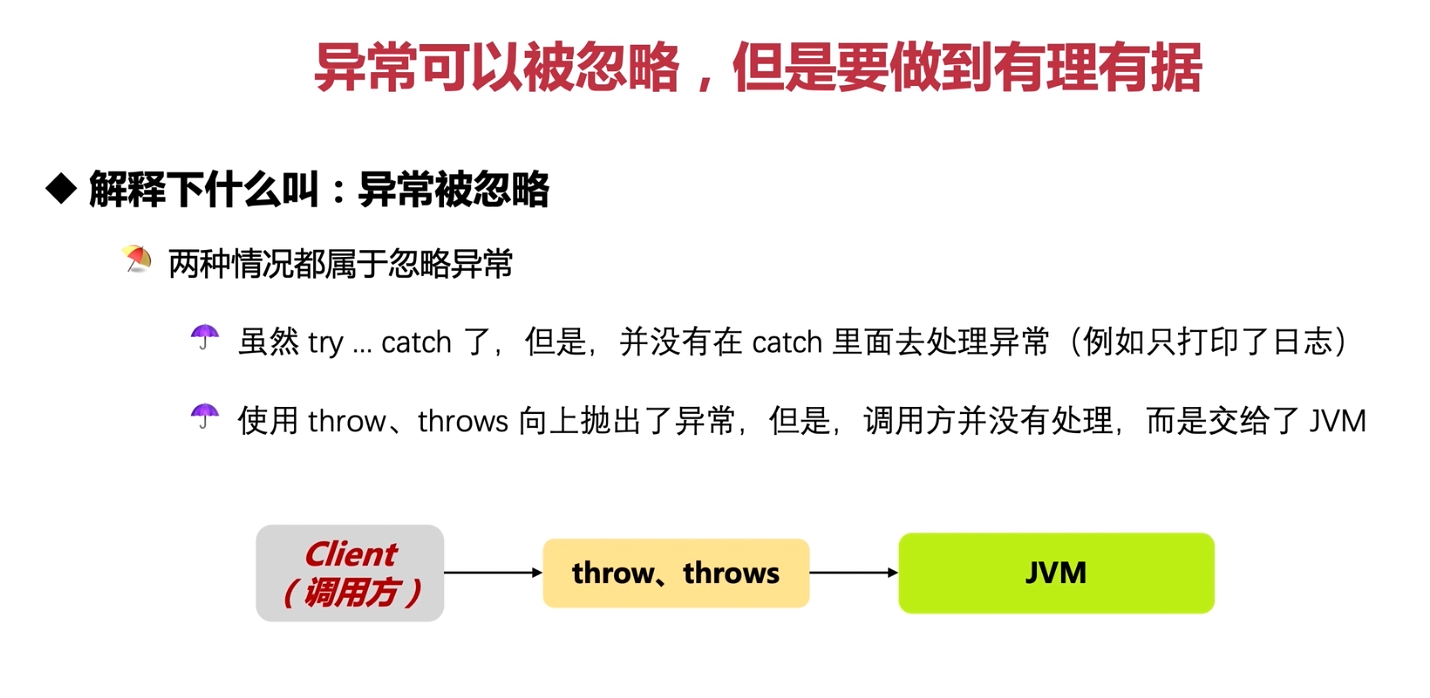 异常可以被忽略，但是要做到有理有据
解释下什么叫：异常被忽略
两种情况都属于忽略异常
虽然 try ... catch 了，但是，并没有在 catch 里面去处理异常（例如只打印了日志）
使用 throw、throws 向上抛出了异常，但是，调用方并没有处理，而是交给了 JVM
Client
（调用方）
throw、throws
JVM